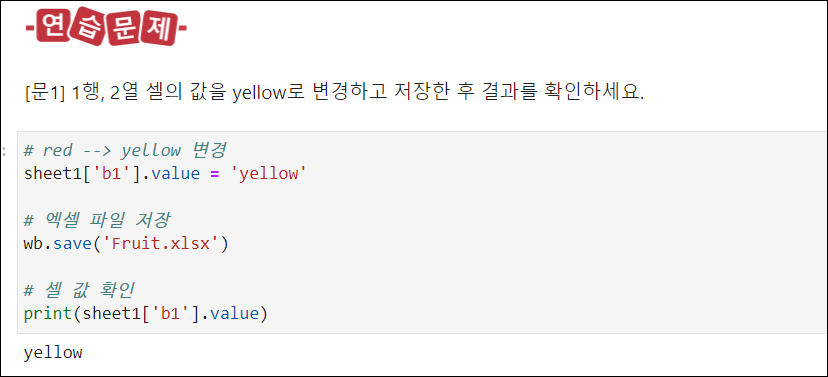 -연습문제-
[문1] 1행, 2열 셀의 값을 yellow로 변경하고 저장한 후 결과를 확인하세요.
:
# red --> yellow 변경
sheet1['b1'].value = 'yellow'
# 엑셀 파일 저장
wb.save('Fruit.xlsx')
# 셀 값 확인
print(sheet1['b1'].value)
yellow